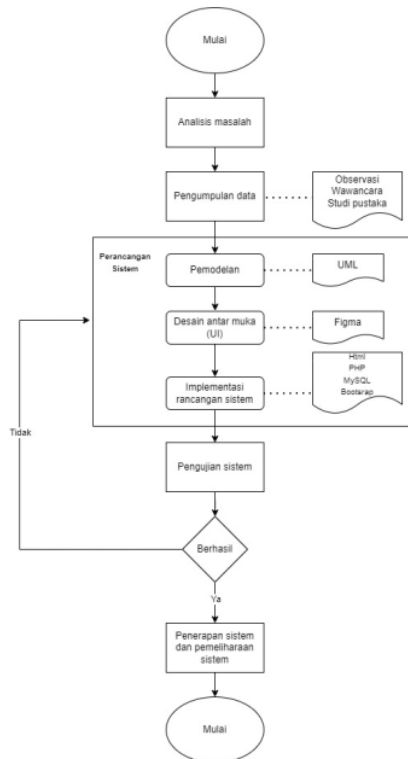 Mulai
Analisis masalah
Pengumpulan data
Observasi
Wawancara
Studi pustaka
Perancangan
Sistem
Pemodelan
UML
Desain antar muka
(UI)
Figma
Implementasi
rancangan sistem
Html
PHP
MySQL
Bootsrap
Tidak
Pengujian sistem
Berhasil
Ya
Penerapan sistem
dan pemeliharaan
sistem
Mulai